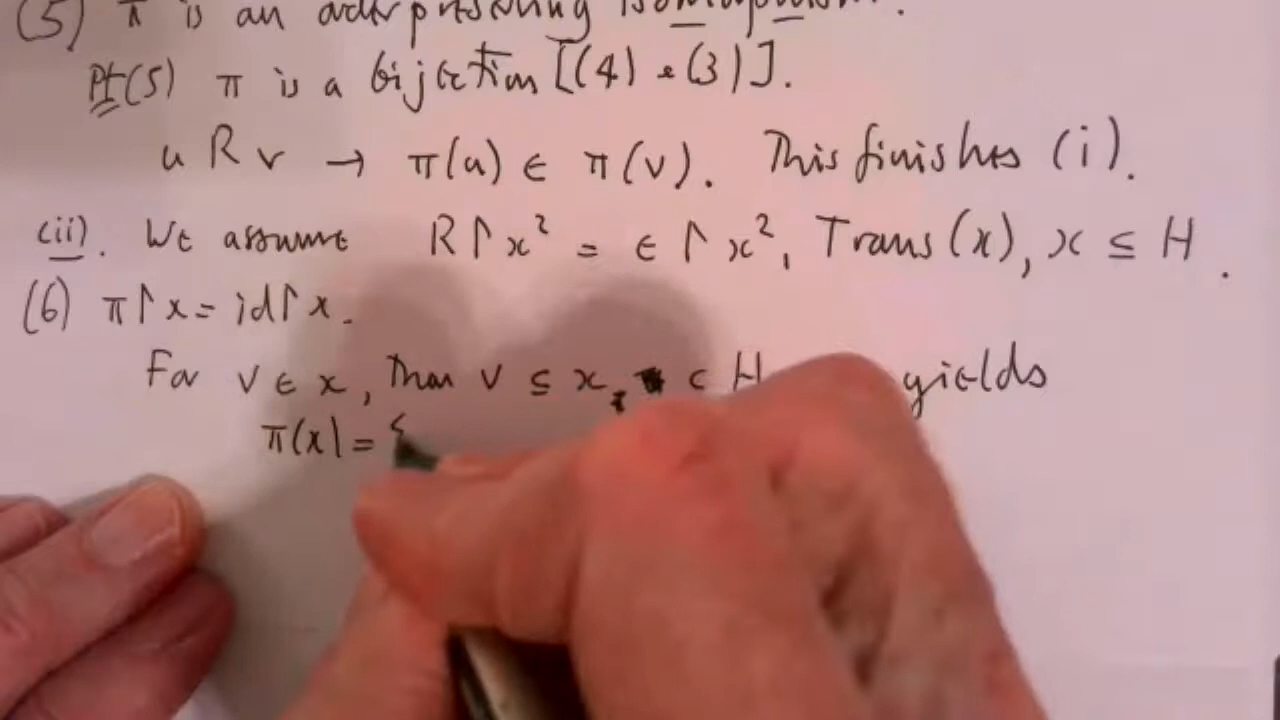 (5) π is an order preserving isomorphism.
Pf(5) π is a bijection [(4) & (3)].
u R v → π(u) ∈ π(v). This finishes (i).
(ii). We assume R↾x² = ∈↾x², Trans(x), x ⊆ H.
(6) π↾x = id↾x.
For v ∈ x, then v ⊆ x, ⊂ H yields
π(x) = {